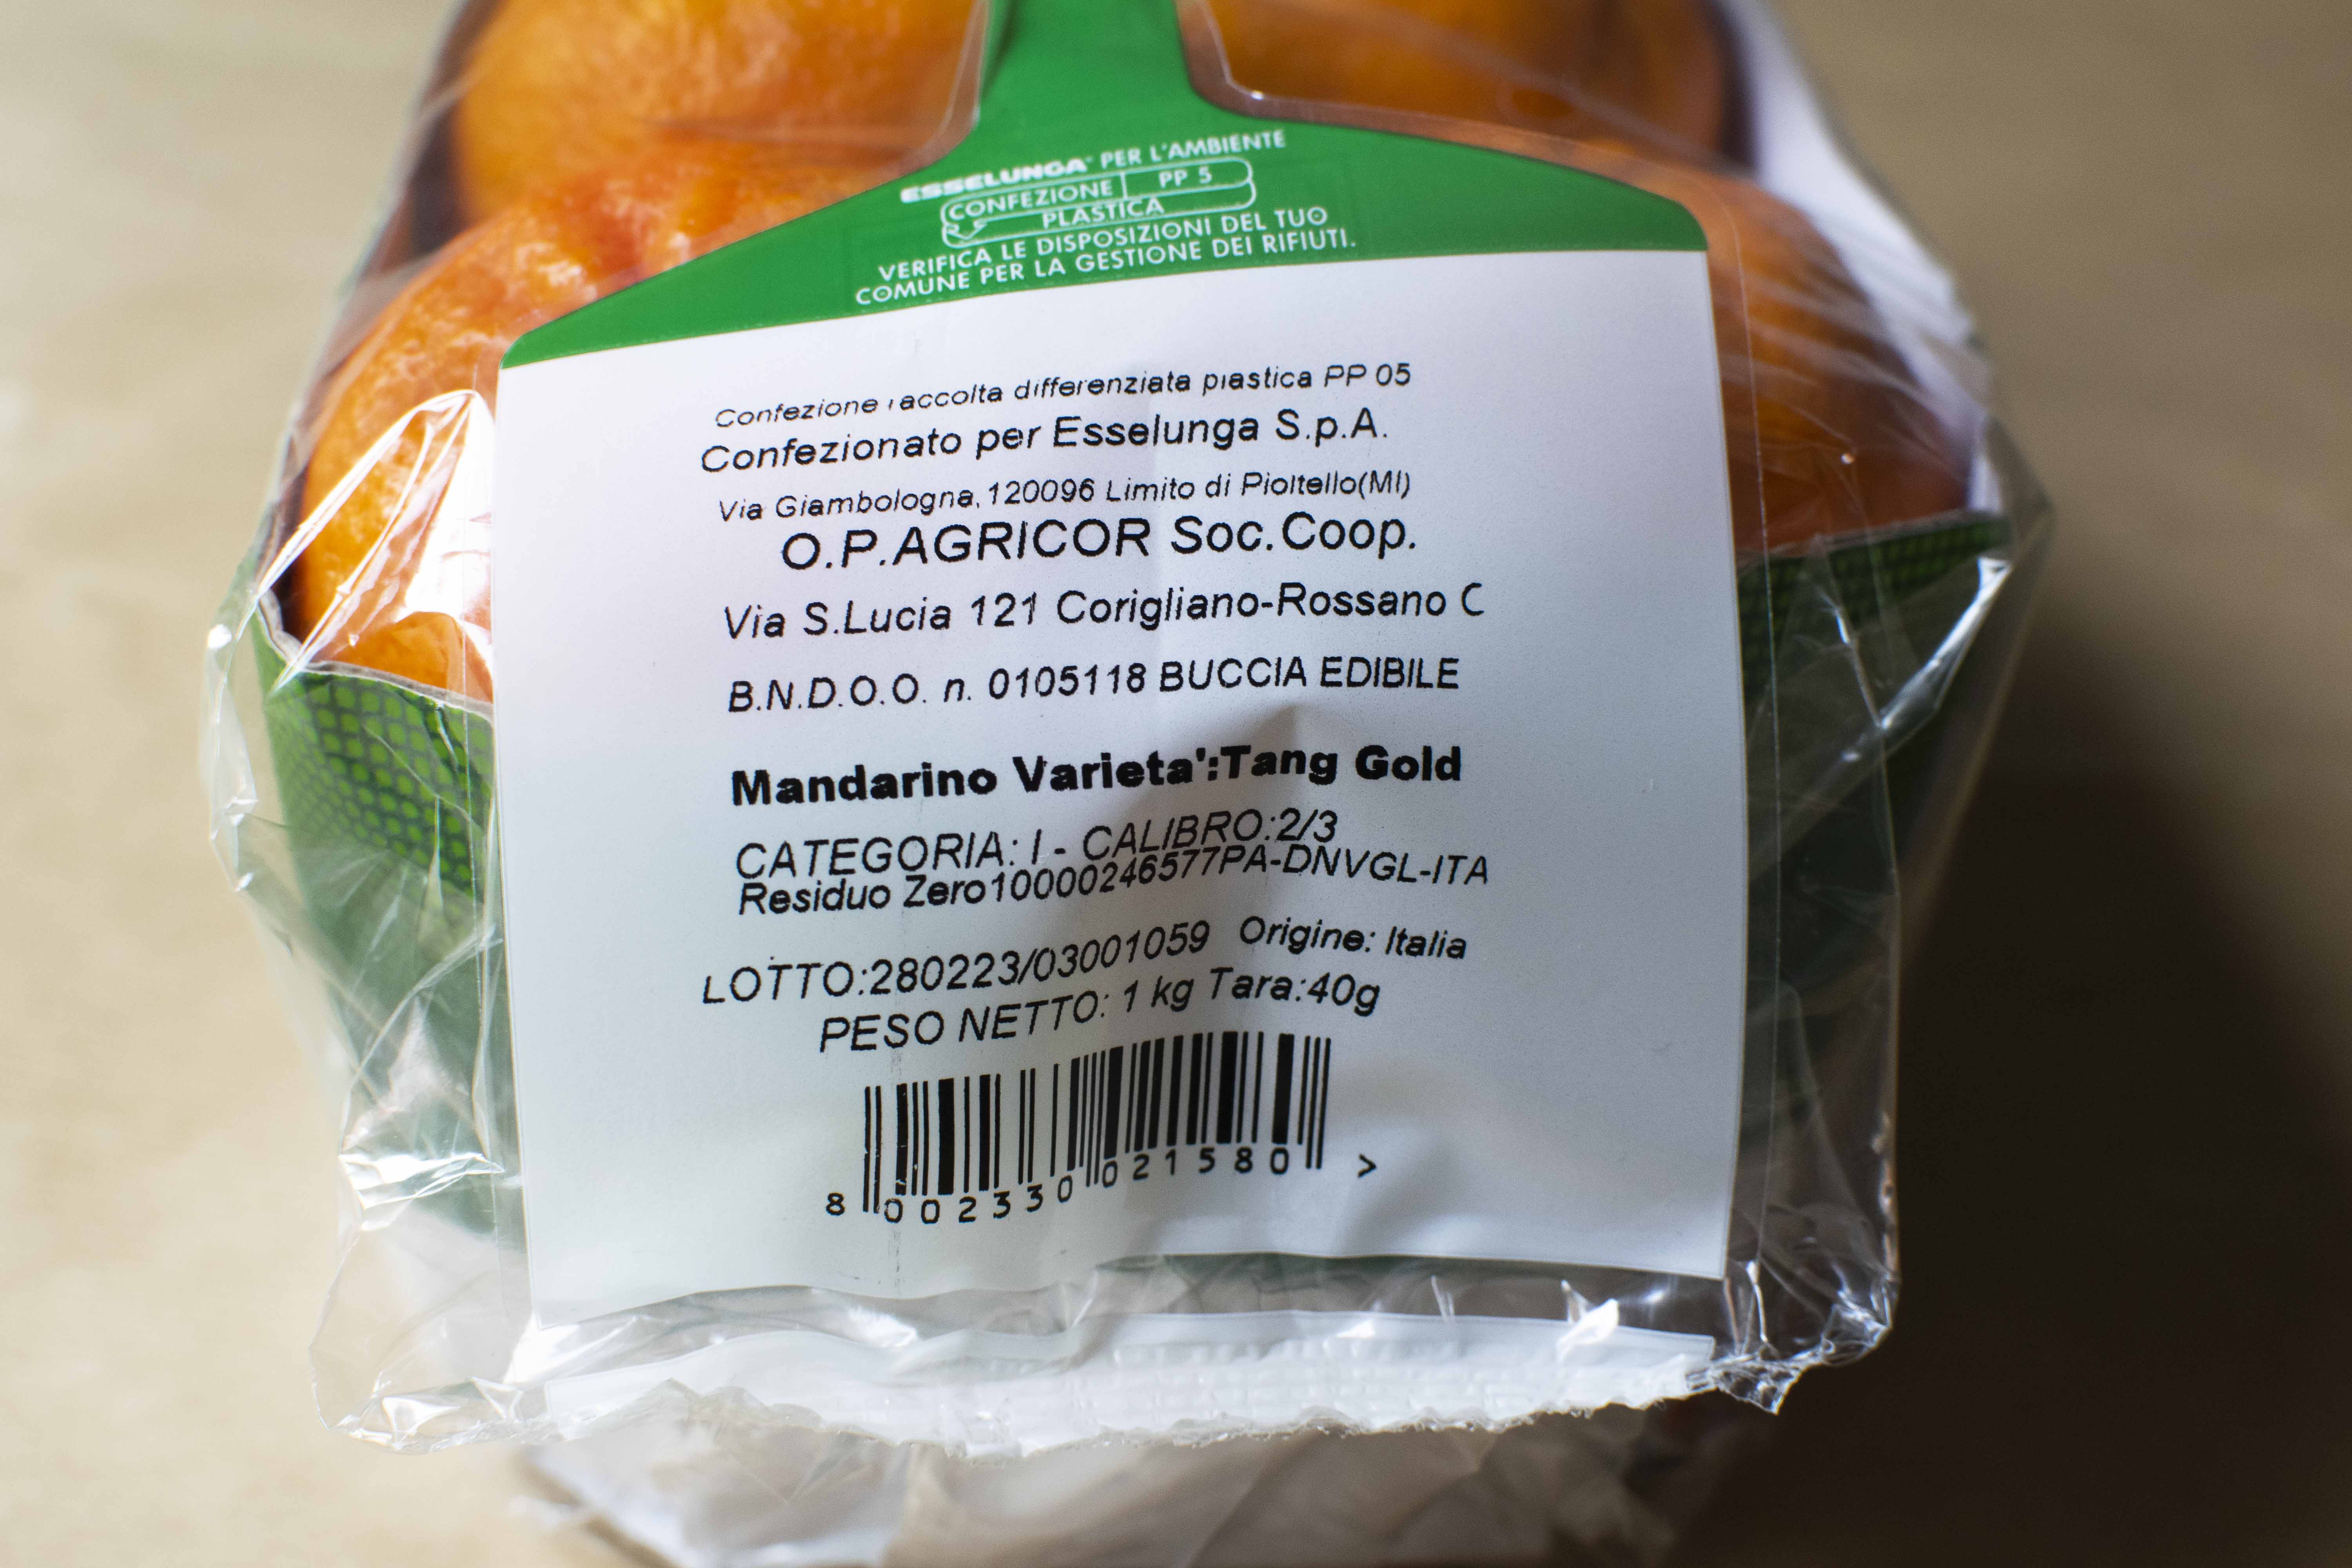 ESSELUNGA® PER L'AMBIENTE
CONFEZIONE PP 5
PLASTICA
VERIFICA LE DISPOSIZIONI DEL TUO
COMUNE PER LA GESTIONE DEI RIFIUTI.
Confezione raccolta differenziata plastica PP 05
Confezionato per Esselunga S.p.A.
Via Giambologna,120096 Limito di Pioltello(MI)
O.P.AGRICOR Soc.Coop.
Via S.Lucia 121 Corigliano-Rossano C
B.N.D.O.O. n. 0105118 BUCCIA EDIBILE
Mandarino Varieta':Tang Gold
CATEGORIA: I - CALIBRO:2/3
Residuo Zero10000246577PA-DNVGL-ITA
LOTTO:280223/03001059 Origine: Italia
PESO NETTO: 1 kg Tara:40g
8 002330 021580 >